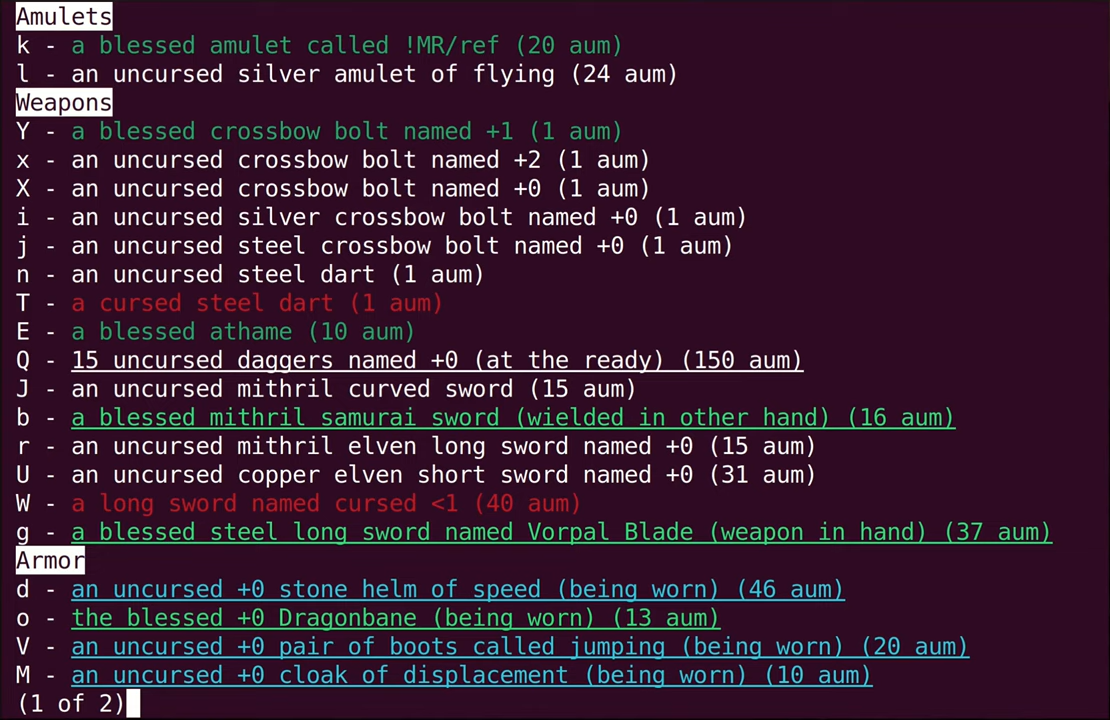 Amulets
k - a blessed amulet called !MR/ref (20 aum)
l - an uncursed silver amulet of flying (24 aum)
Weapons
Y - a blessed crossbow bolt named +1 (1 aum)
x - an uncursed crossbow bolt named +2 (1 aum)
X - an uncursed crossbow bolt named +0 (1 aum)
i - an uncursed silver crossbow bolt named +0 (1 aum)
j - an uncursed steel crossbow bolt named +0 (1 aum)
n - an uncursed steel dart (1 aum)
T - a cursed steel dart (1 aum)
E - a blessed athame (10 aum)
Q - 15 uncursed daggers named +0 (at the ready) (150 aum)
J - an uncursed mithril curved sword (15 aum)
b - a blessed mithril samurai sword (wielded in other hand) (16 aum)
r - an uncursed mithril elven long sword named +0 (15 aum)
U - an uncursed copper elven short sword named +0 (31 aum)
W - a long sword named cursed <1 (40 aum)
g - a blessed steel long sword named Vorpal Blade (weapon in hand) (37 aum)
Armor
d - an uncursed +0 stone helm of speed (being worn) (46 aum)
o - the blessed +0 Dragonbane (being worn) (13 aum)
V - an uncursed +0 pair of boots called jumping (being worn) (20 aum)
M - an uncursed +0 cloak of displacement (being worn) (10 aum)
(1 of 2)